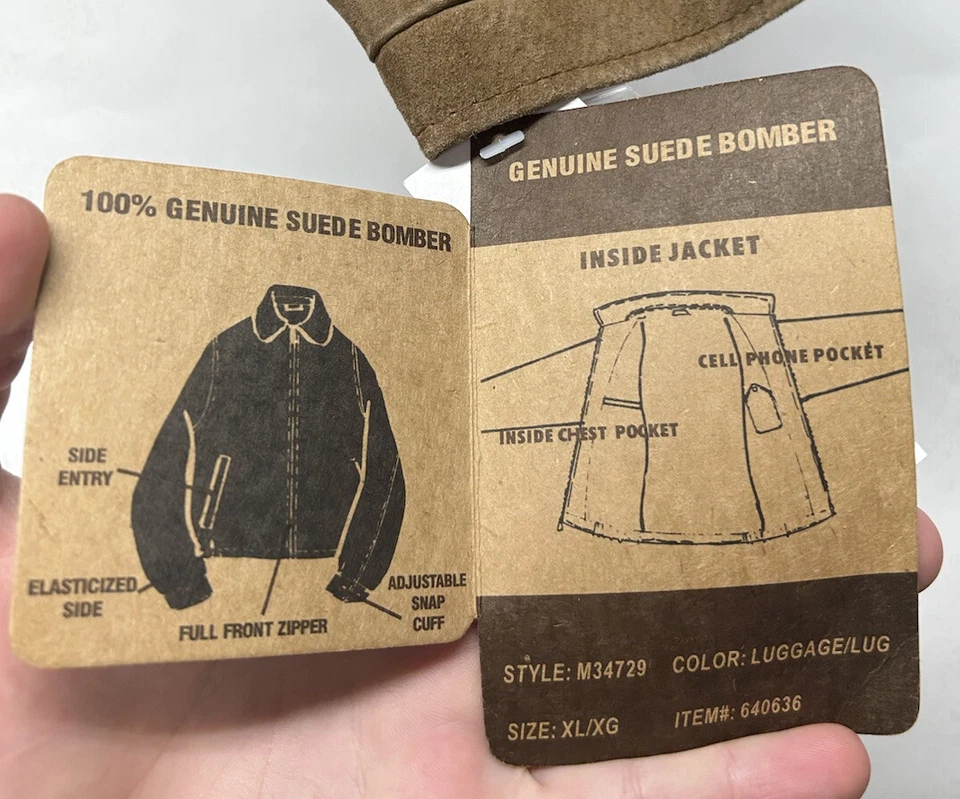 100% GENUINE SUEDE BOMBER
SIDE
ENTRY
ELASTICIZED
SIDE
FULL FRONT ZIPPER
ADJUSTABLE
SNAP
CUFF
GENUINE SUEDE BOMBER
INSIDE JACKET
CELL PHONE POCKET
INSIDE CHEST POCKET
STYLE: M34729 COLOR: LUGGAGE/LUG
SIZE: XL/XG ITEM#: 640636